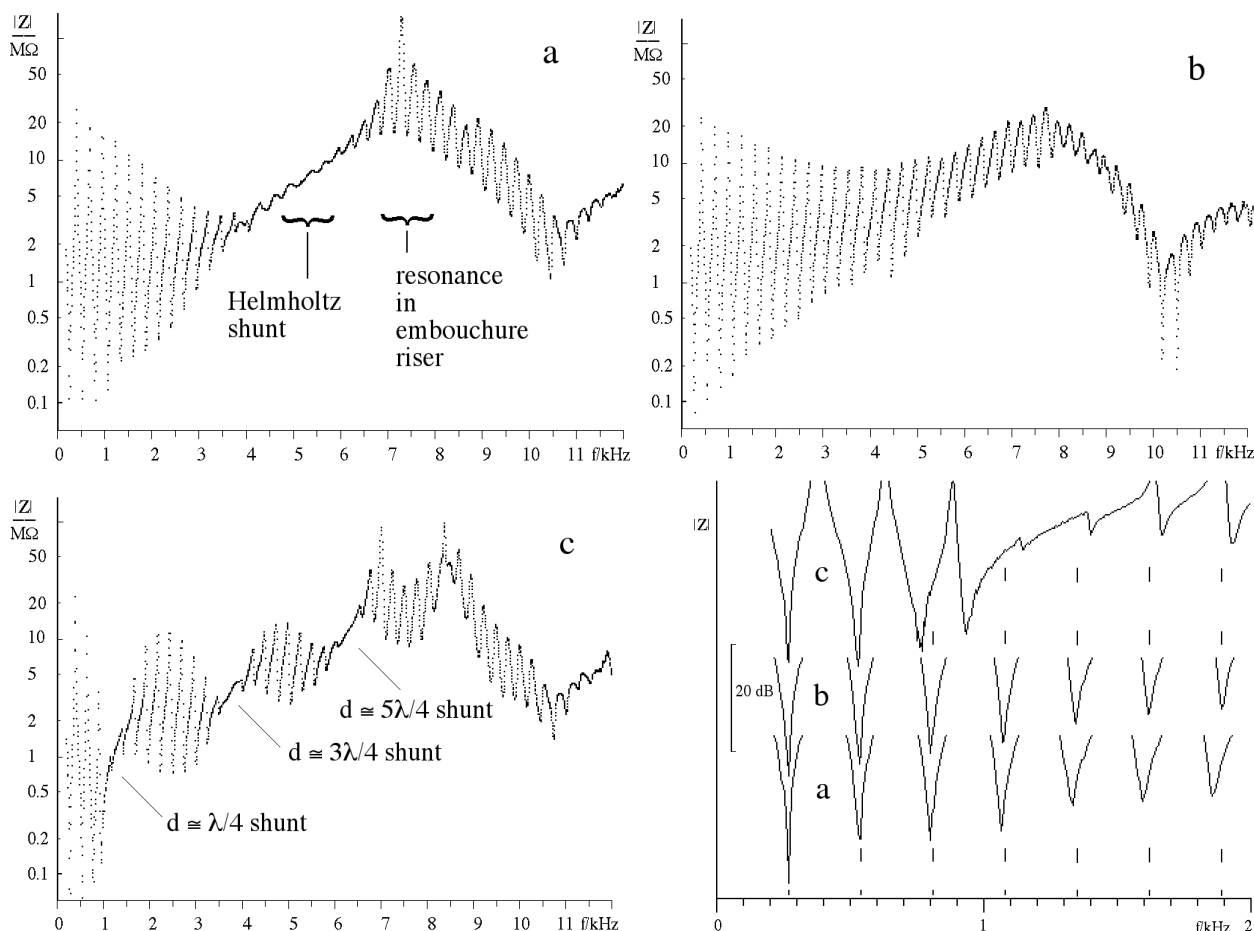 |Z|
MΩ
a
50
20
10
5
2
1
0.5
0.2
0.1
Helmholtz
shunt
resonance
in
embouchure
riser
0 1 2 3 4 5 6 7 8 9 10 11 f/kHz
|Z|
MΩ
b
50
20
10
5
2
1
0.5
0.2
0.1
0 1 2 3 4 5 6 7 8 9 10 11 f/kHz
|Z|
MΩ
c
50
20
10
5
2
1
0.5
0.2
0.1
d ≅ 5λ/4 shunt
d ≅ 3λ/4 shunt
d ≅ λ/4 shunt
0 1 2 3 4 5 6 7 8 9 10 11 f/kHz
|Z|
c
20 dB
b
a
0 1 f/kHz 2